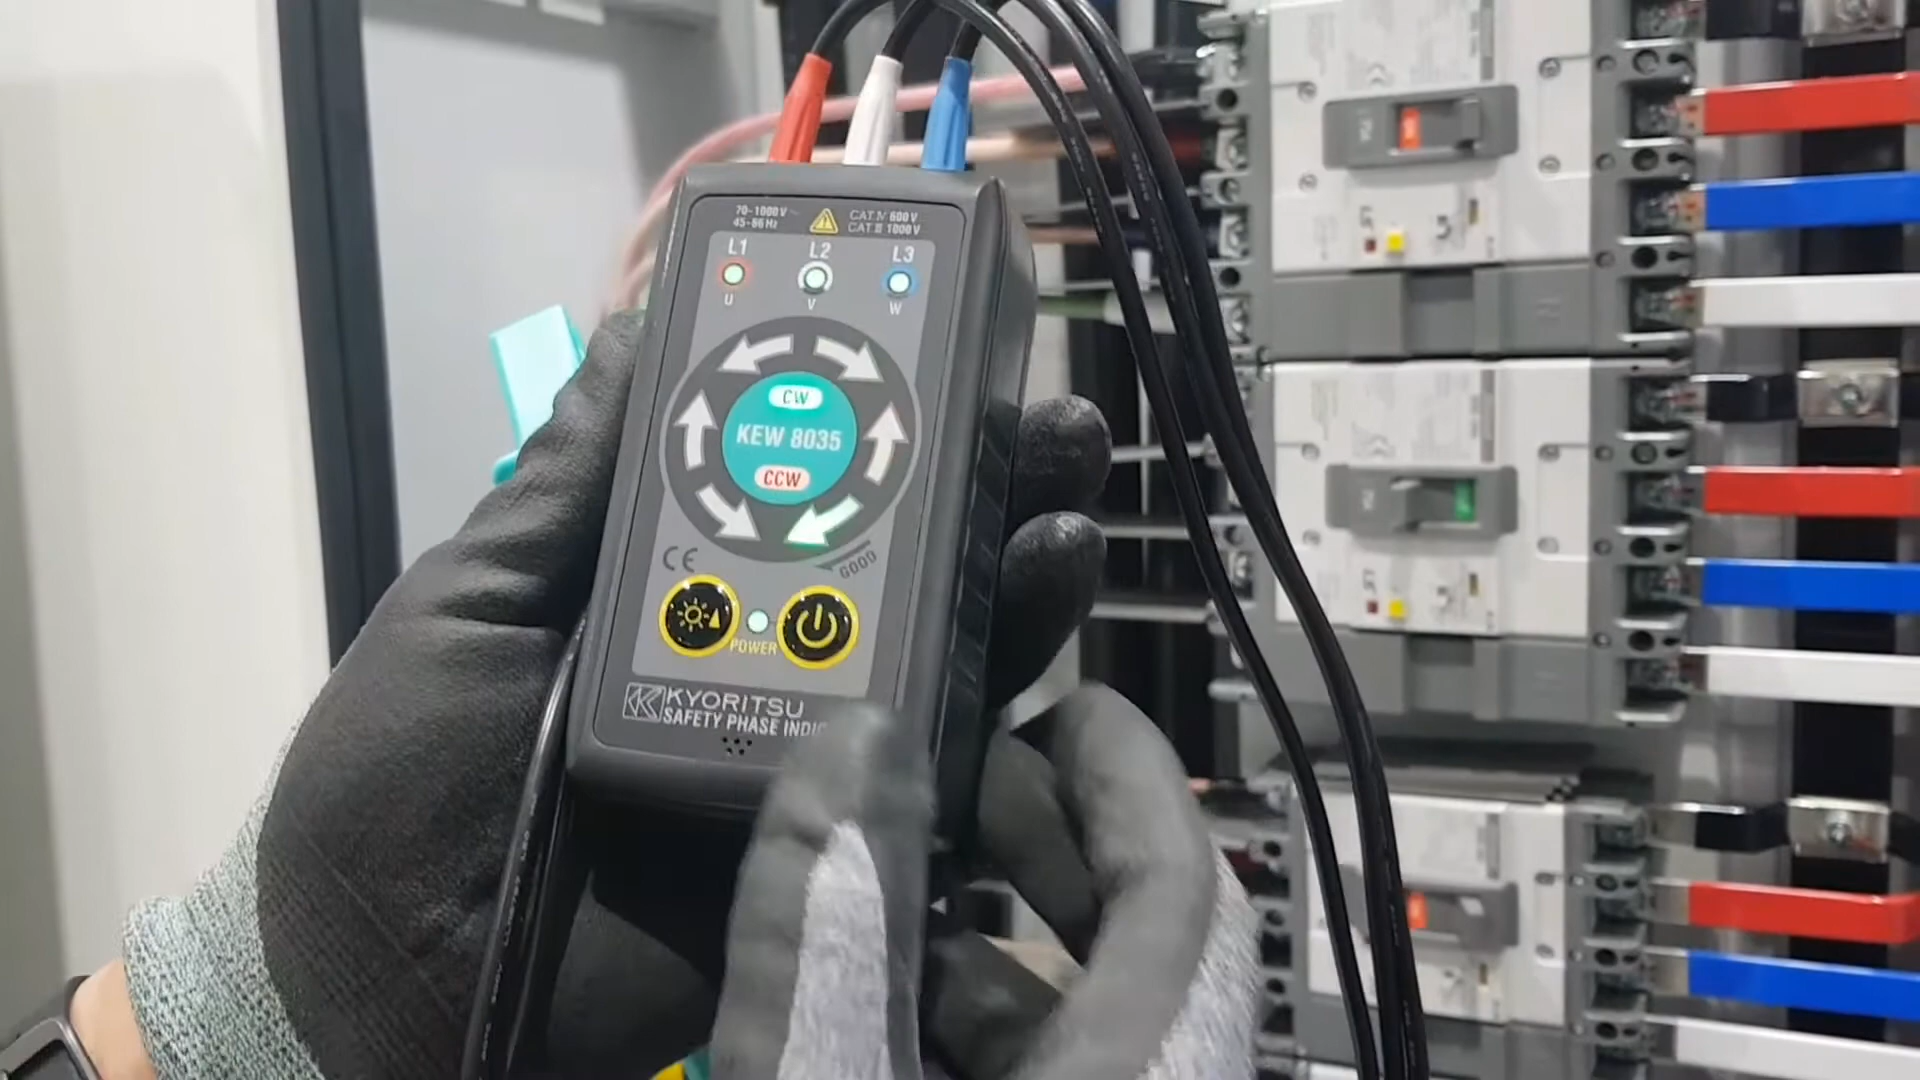 70-1000V
45-66Hz
CAT.IV 600V
CAT.III 1000V
L1
L2
L3
U
V
W
CW
KEW 8035
CCW
CE
GOOD
POWER
KYORITSU
SAFETY PHASE INDIC